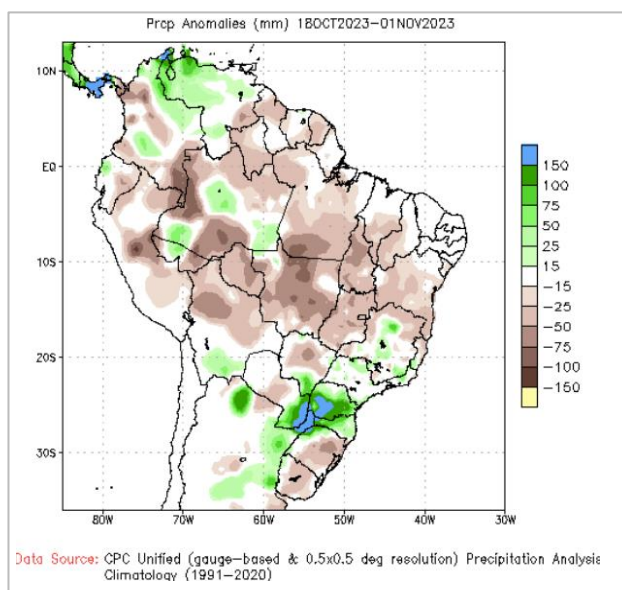 Prcp Anomalies (mm) 18OCT2023-01NOV2023
10N
EQ
10S
20S
30S
80W 70W 60W 50W 40W 30W
150
100
75
50
25
15
-15
-25
-50
-75
-100
-150
Data Source: CPC Unified (gauge-based & 0.5x0.5 deg resolution) Precipitation Analysis
Climatology (1991-2020)